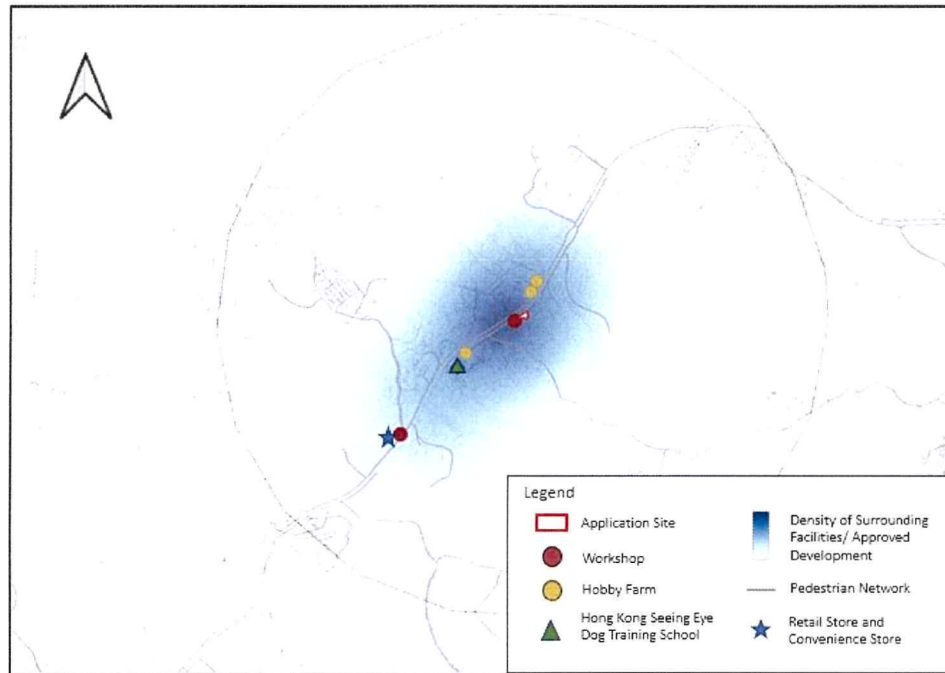 Legend
Application Site
Workshop
Hobby Farm
Hong Kong Seeing Eye
Dog Training School
Density of Surrounding
Facilities/ Approved
Development
Pedestrian Network
Retail Store and
Convenience Store